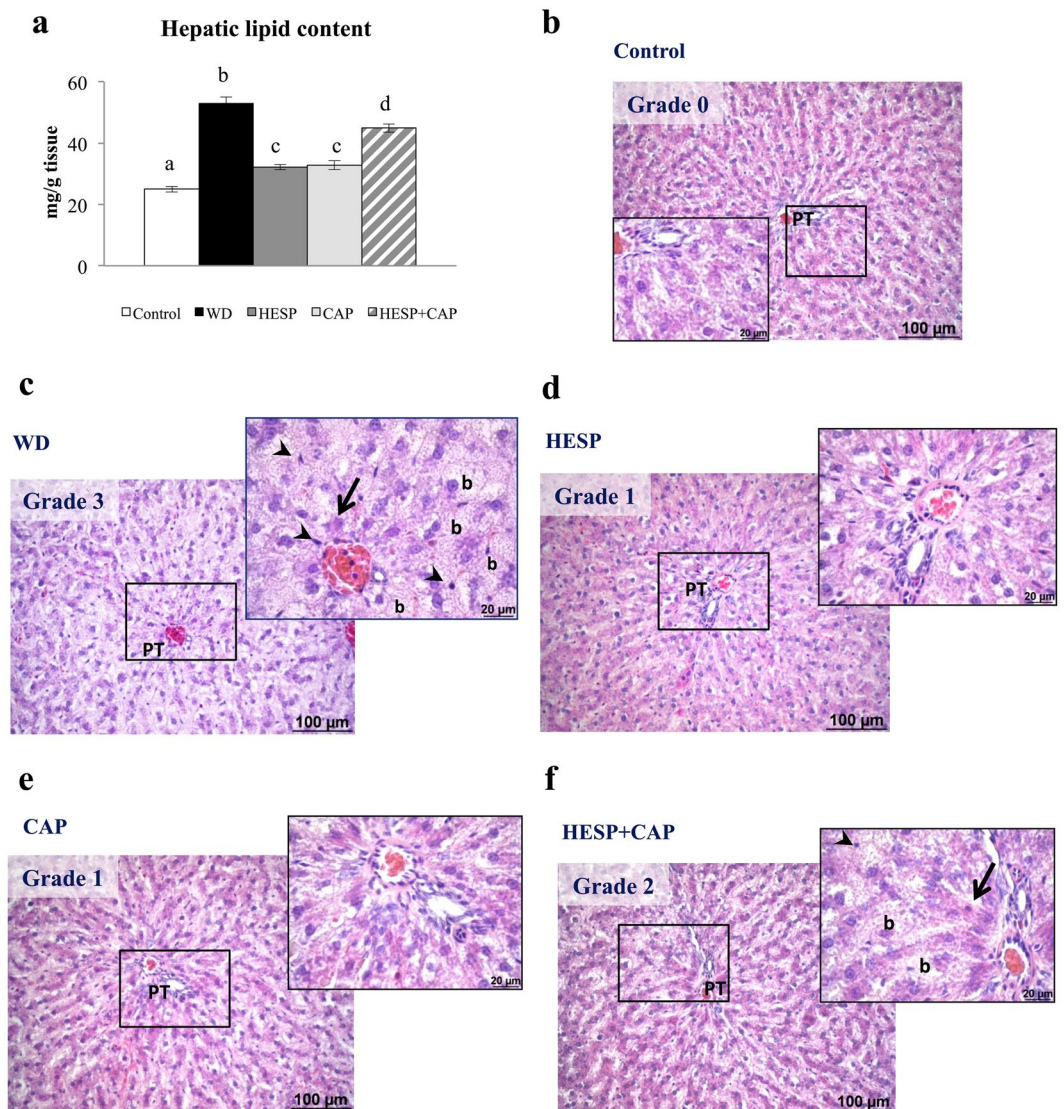 a
Hepatic lipid content
mg/g tissue
60
40
20
0
a
b
c
c
d
Control WD HESP CAP HESP+CAP
b
Control
Grade 0
PT
20 µm
100 µm
c
WD
Grade 3
PT
100 µm
b
b
b
b
20 µm
d
HESP
Grade 1
PT
100 µm
20 µm
e
CAP
Grade 1
PT
100 µm
20 µm
f
HESP+CAP
Grade 2
PT
100 µm
b
b
20 µm